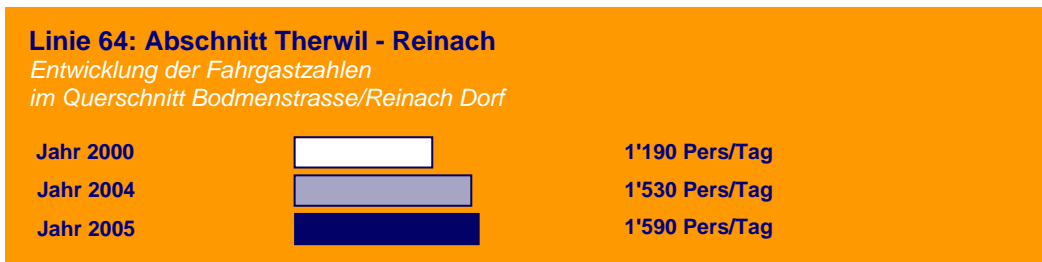 Linie 64: Abschnitt Therwil - Reinach
Entwicklung der Fahrgastzahlen
im Querschnitt Bodmenstrasse/Reinach Dorf
Jahr 2000 1'190 Pers/Tag
Jahr 2004 1'530 Pers/Tag
Jahr 2005 1'590 Pers/Tag